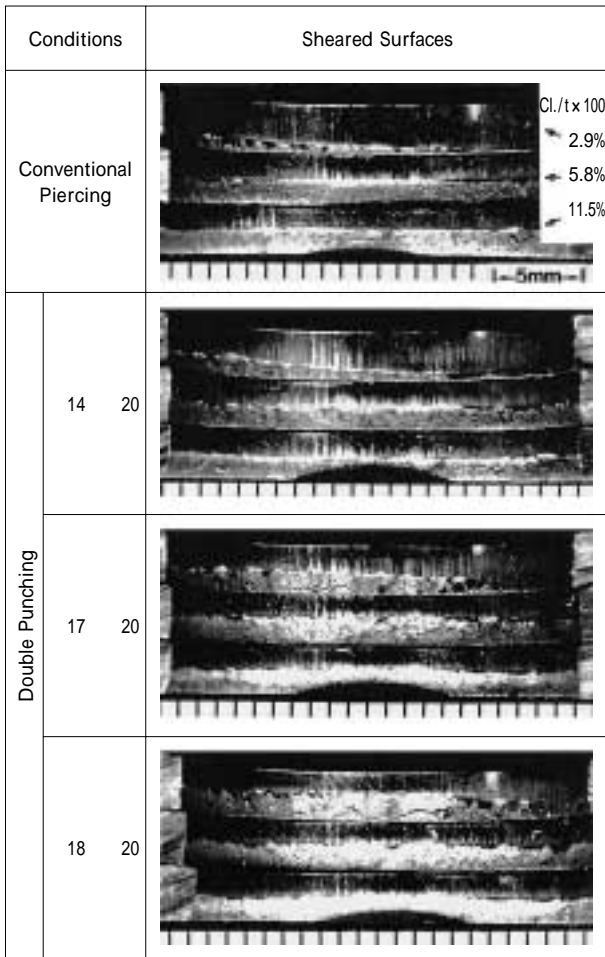 Conditions
Sheared Surfaces
Conventional
Piercing
Cl./t×100
2.9%
5.8%
11.5%
5mm
Double Punching
14 20
17 20
18 20